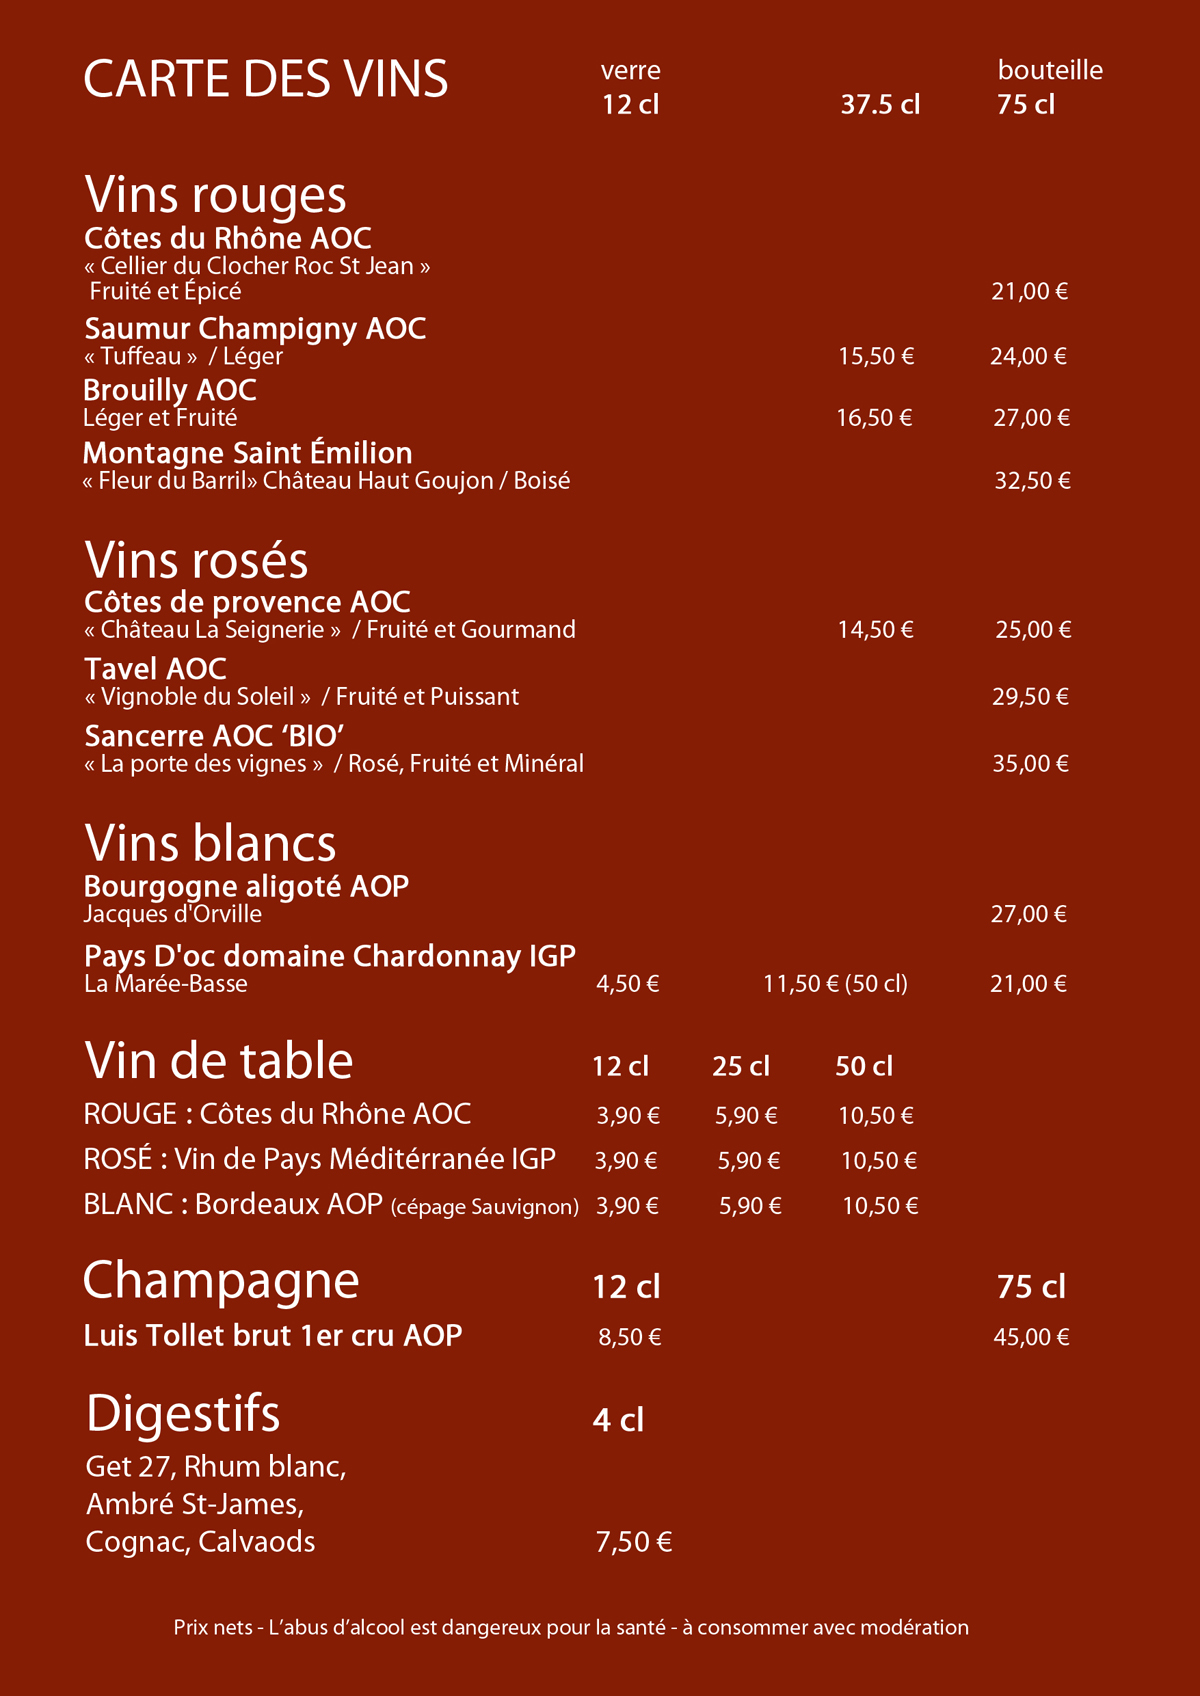 CARTE DES VINS verre bouteille
12 cl 37.5 cl 75 cl
Vins rouges
Côtes du Rhône AOC
« Cellier du Clocher Roc St Jean »
Fruité et Épicé 21,00 €
Saumur Champigny AOC
« Tuffeau » / Léger 15,50 € 24,00 €
Brouilly AOC
Léger et Fruité 16,50 € 27,00 €
Montagne Saint Émilion
« Fleur du Barril» Château Haut Goujon / Boisé 32,50 €
Vins rosés
Côtes de provence AOC
« Château La Seignerie » / Fruité et Gourmand 14,50 € 25,00 €
Tavel AOC
« Vignoble du Soleil » / Fruité et Puissant 29,50 €
Sancerre AOC ‘BIO’
« La porte des vignes » / Rosé, Fruité et Minéral 35,00 €
Vins blancs
Bourgogne aligoté AOP
Jacques d'Orville 27,00 €
Pays D'oc domaine Chardonnay IGP
La Marée-Basse 4,50 € 11,50 € (50 cl) 21,00 €
Vin de table 12 cl 25 cl 50 cl
ROUGE : Côtes du Rhône AOC 3,90 € 5,90 € 10,50 €
ROSÉ : Vin de Pays Méditérranée IGP 3,90 € 5,90 € 10,50 €
BLANC : Bordeaux AOP (cépage Sauvignon) 3,90 € 5,90 € 10,50 €
Champagne 12 cl 75 cl
Luis Tollet brut 1er cru AOP 8,50 € 45,00 €
Digestifs 4 cl
Get 27, Rhum blanc,
Ambré St-James,
Cognac, Calvaods 7,50 €
Prix nets - L’abus d’alcool est dangereux pour la santé - à consommer avec modération